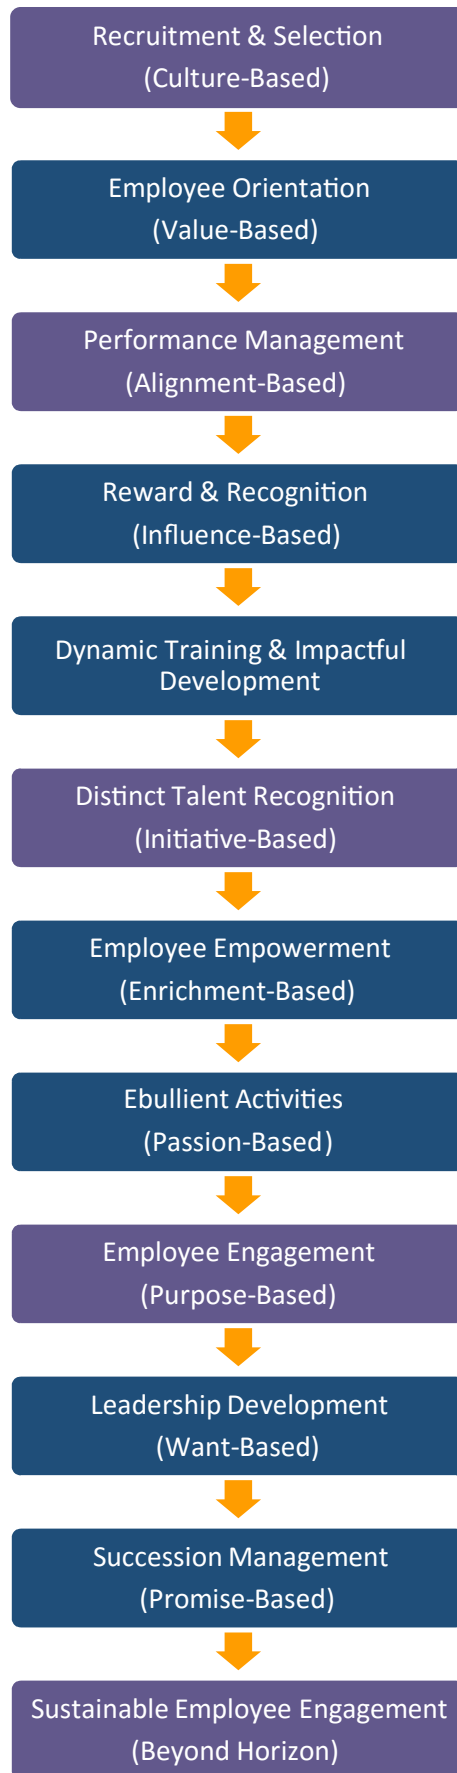 Recruitment & Selection
(Culture-Based)
Employee Orientation
(Value-Based)
Performance Management
(Alignment-Based)
Reward & Recognition
(Influence-Based)
Dynamic Training & Impactful
Development
Distinct Talent Recognition
(Initiative-Based)
Employee Empowerment
(Enrichment-Based)
Ebullient Activities
(Passion-Based)
Employee Engagement
(Purpose-Based)
Leadership Development
(Want-Based)
Succession Management
(Promise-Based)
Sustainable Employee Engagement
(Beyond Horizon)